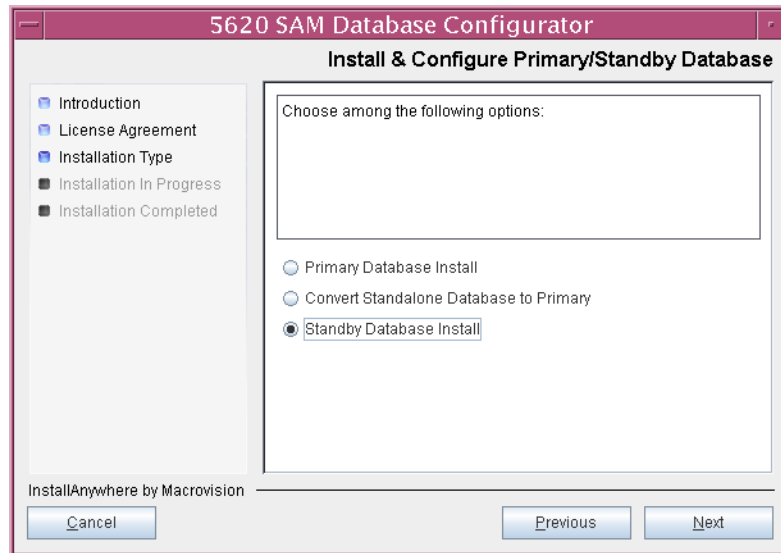 5620 SAM Database Configurator
Install & Configure Primary/Standby Database
Introduction
License Agreement
Installation Type
Installation In Progress
Installation Completed
Choose among the following options:
Primary Database Install
Convert Standalone Database to Primary
Standby Database Install
InstallAnywhere by Macrovision
Cancel
Previous
Next